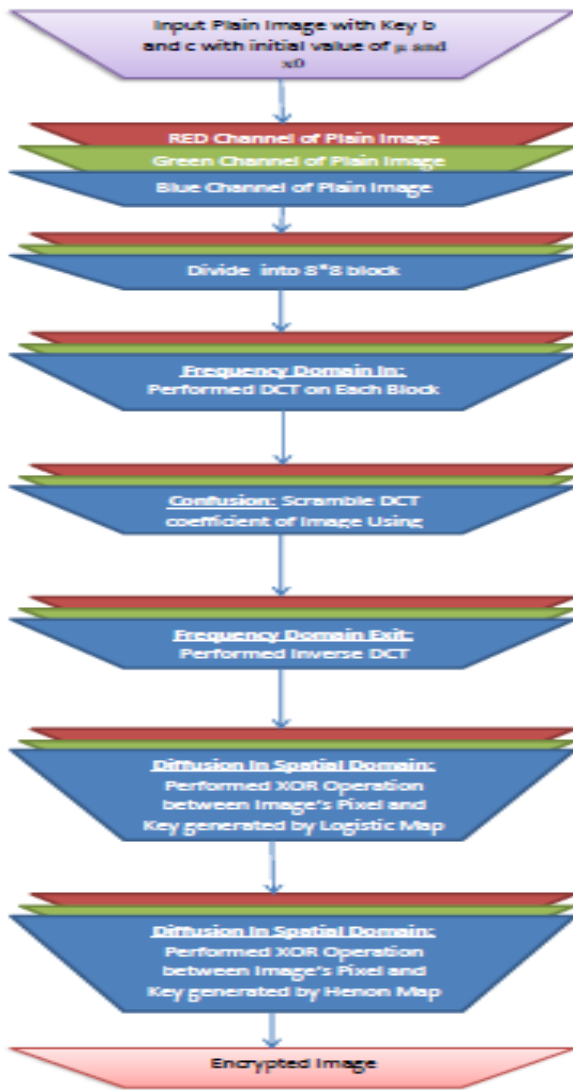 Input Plain Image with Key b
and c with initial value of μ and
x0
RED Channel of Plain Image
Green Channel of Plain Image
Blue Channel of Plain Image
Divide into 8*8 block
Frequency Domain In:
Performed DCT on Each Block
Confusion: Scramble DCT
coefficient of Image Using
Frequency Domain Exit:
Performed Inverse DCT
Diffusion In Spatial Domain:
Performed XOR Operation
between Image's Pixel and
Key generated by Logistic Map
Diffusion In Spatial Domain:
Performed XOR Operation
between Image's Pixel and
Key generated by Henon Map
Encrypted Image